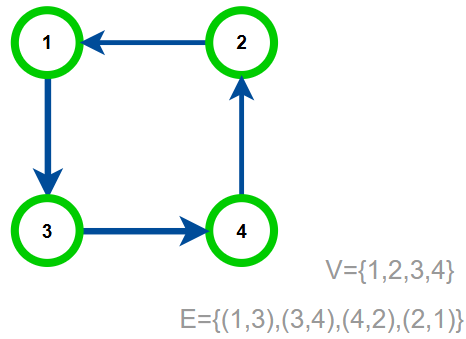 1
2
3
4
V={1,2,3,4}
E={(1,3),(3,4),(4,2),(2,1)}